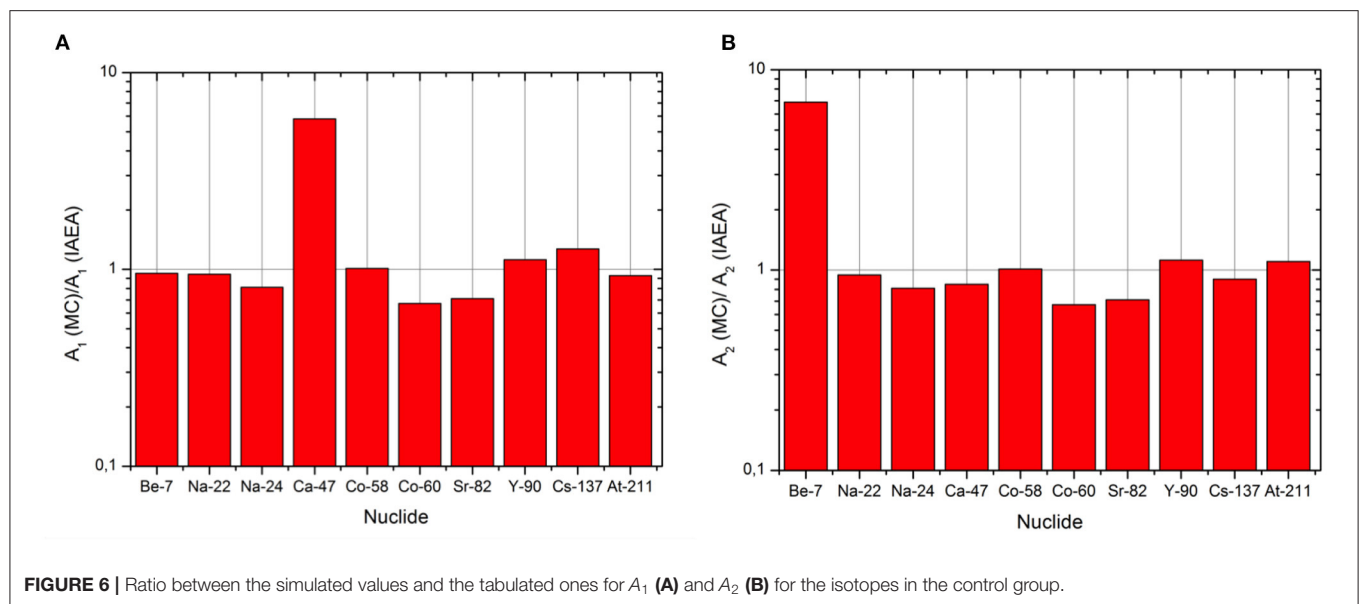 A
10
1
0,1
A₁ (MC)/A₁ (IAEA)
Be-7 Na-22 Na-24 Ca-47 Co-58 Co-60 Sr-82 Y-90 Cs-137 At-211
Nuclide
B
10
1
0,1
A₂ (MC)/ A₂ (IAEA)
Be-7 Na-22 Na-24 Ca-47 Co-58 Co-60 Sr-82 Y-90 Cs-137 At-211
Nuclide
FIGURE 6 | Ratio between the simulated values and the tabulated ones for A₁ (A) and A₂ (B) for the isotopes in the control group.